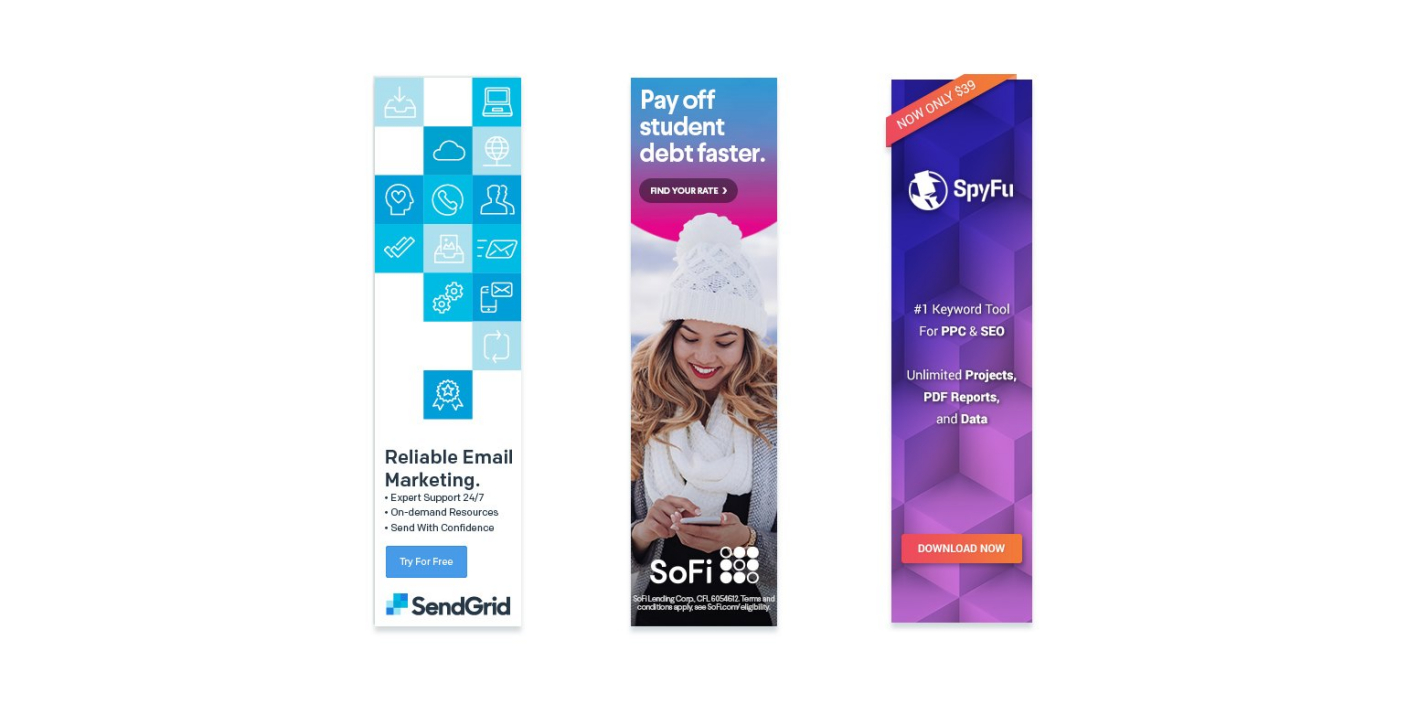 Reliable Email
Marketing.
• Expert Support 24/7
• On-demand Resources
• Send With Confidence
Try For Free
SendGrid
Pay off
student
debt faster.
FIND YOUR RATE ›
SoFi
SoFi Lending Corp., CFL 6054612. Terms and
conditions apply, see SoFi.com/eligibility.
NOW ONLY $39
SpyFu
#1 Keyword Tool
For PPC & SEO
Unlimited Projects,
PDF Reports,
and Data
DOWNLOAD NOW